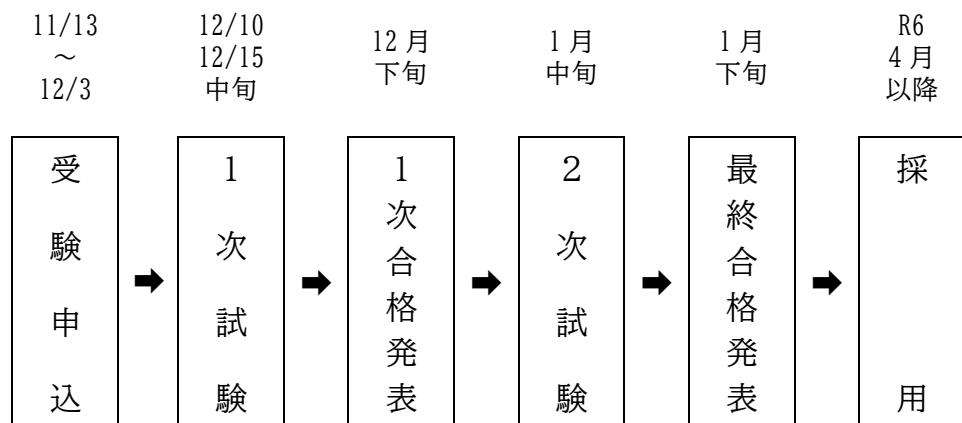 11/13
～
12/3
12/10
12/15
中旬
12月
下旬
1月
中旬
1月
下旬
R6
4月
以降
受験申込
➡
1次試験
➡
1次合格発表
➡
2次試験
➡
最終合格発表
➡
採用